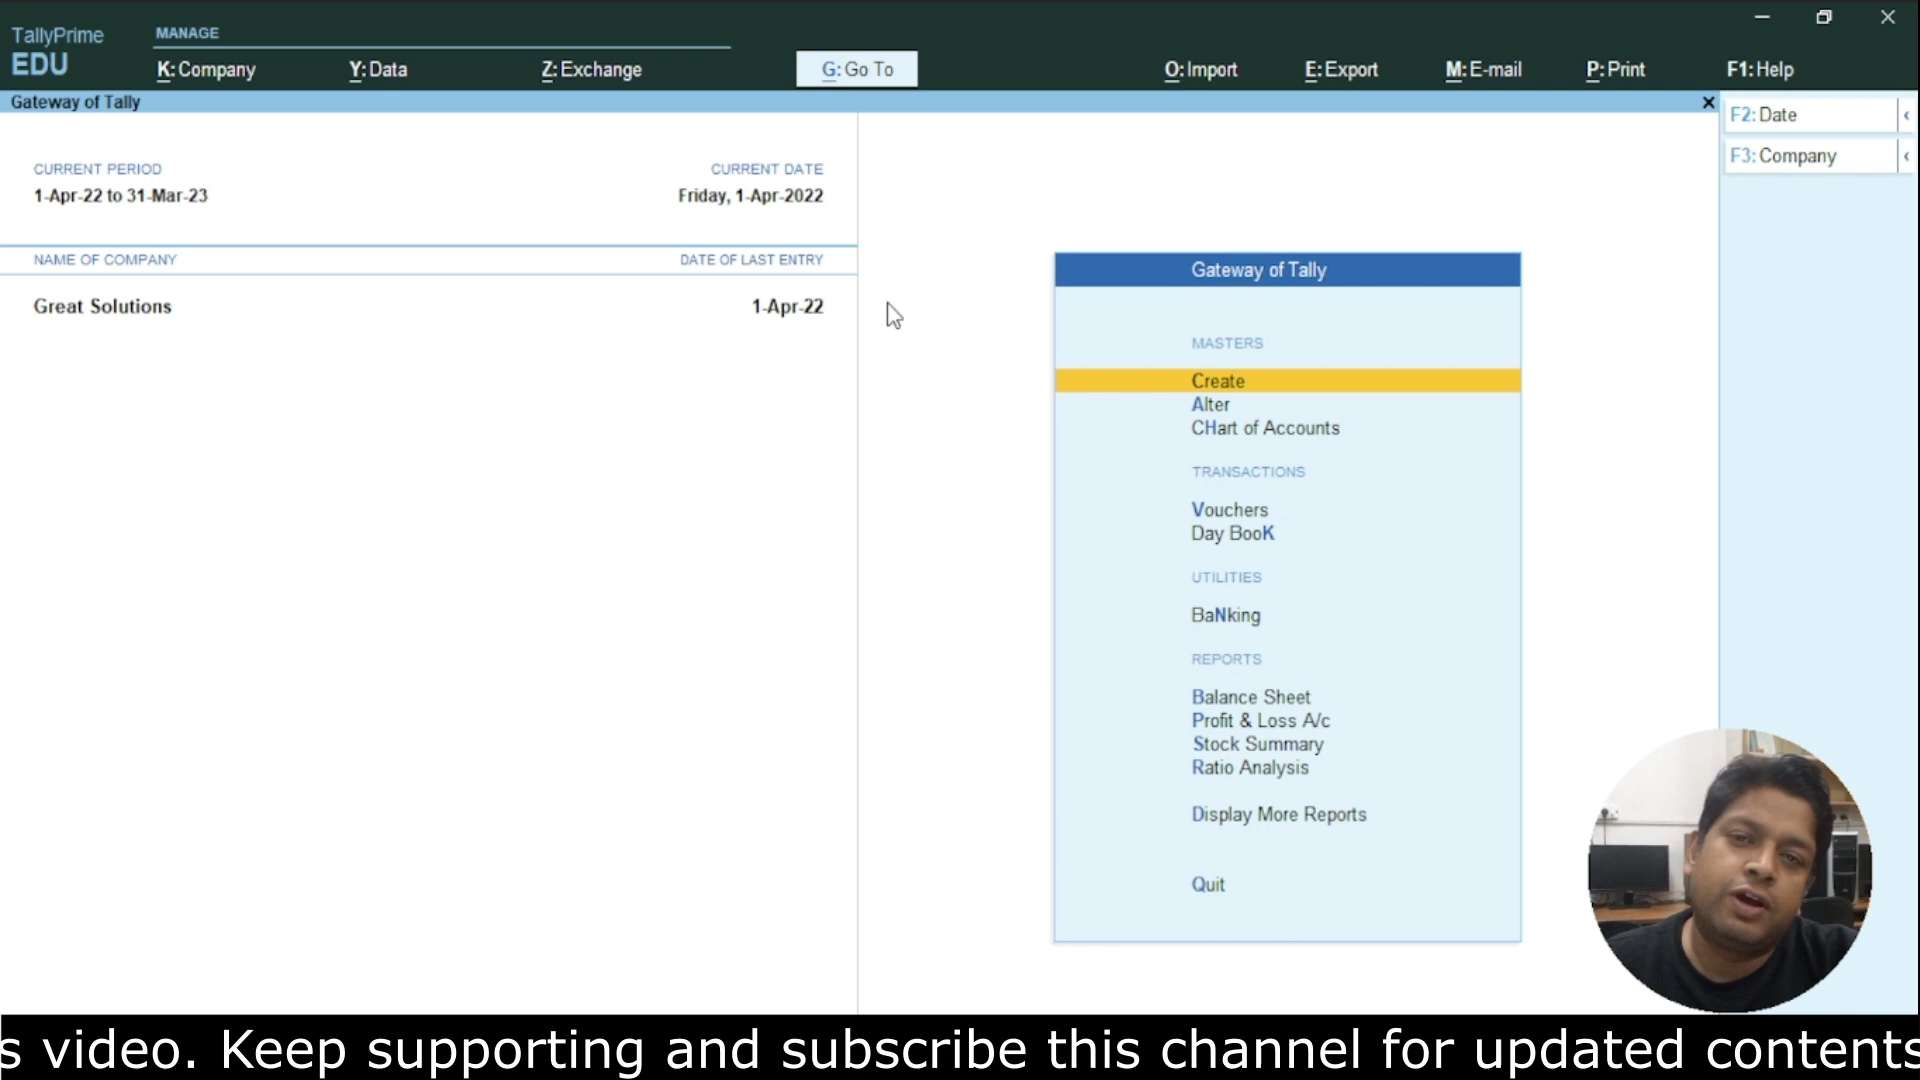 TallyPrime
EDU
MANAGE
K: Company
Y: Data
Z: Exchange
G: Go To
O: Import
E: Export
M: E-mail
P: Print
F1: Help
Gateway of Tally
F2: Date
F3: Company
CURRENT PERIOD
CURRENT DATE
1-Apr-22 to 31-Mar-23
Friday, 1-Apr-2022
NAME OF COMPANY
DATE OF LAST ENTRY
Great Solutions
1-Apr-22
Gateway of Tally
MASTERS
Create
Alter
CHart of Accounts
TRANSACTIONS
Vouchers
Day BooK
UTILITIES
BaNking
REPORTS
Balance Sheet
Profit & Loss A/c
Stock Summary
Ratio Analysis
Display More Reports
Quit
s video. Keep supporting and subscribe this channel for updated contents